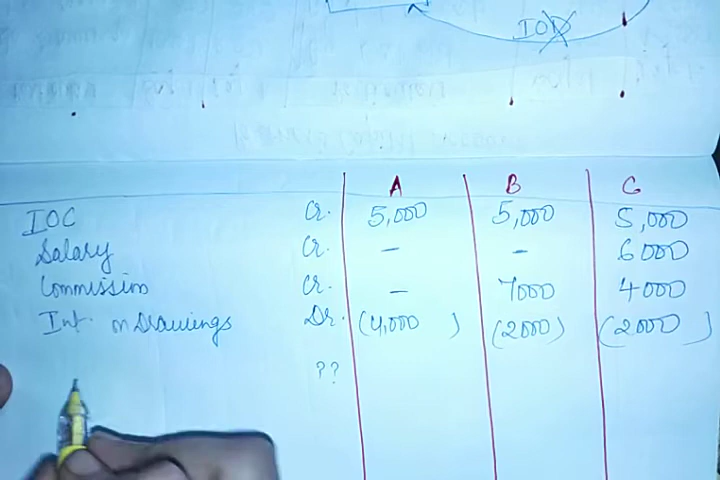 IOD
A B C
IOC Cr. 5,000 5,000 5,000
Salary Cr. - - 6000
Commission Cr. - 7000 4000
Int. on Drawings Dr. (4,000 ) (2000) (2000 )
??